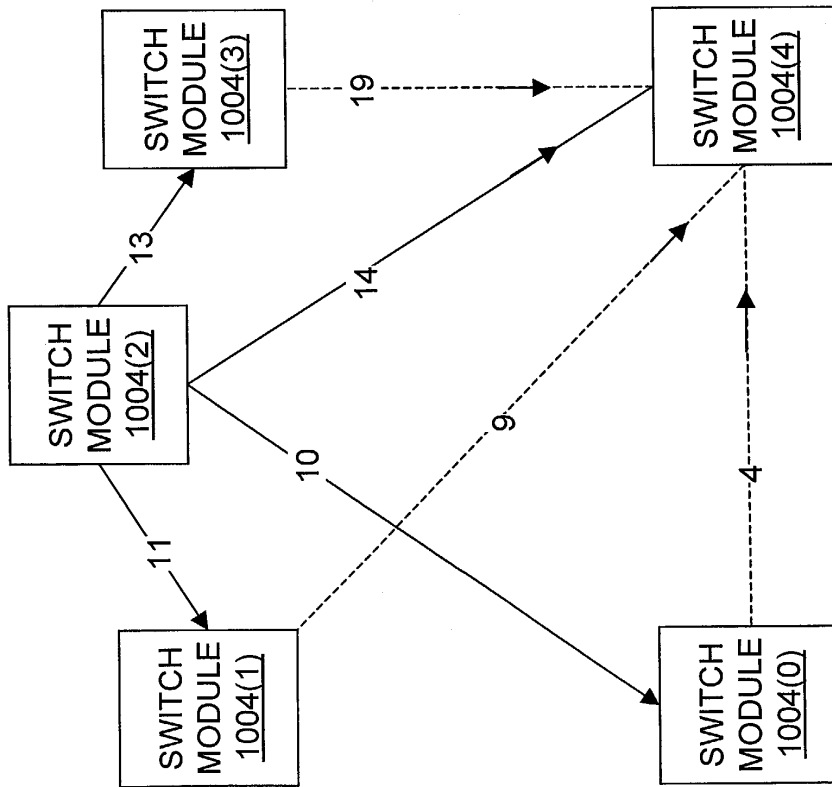 SWITCH
MODULE
1004(3)
13
19
SWITCH
MODULE
1004(2)
14
SWITCH
MODULE
1004(4)
11
10
9
4
SWITCH
MODULE
1004(1)
SWITCH
MODULE
1004(0)